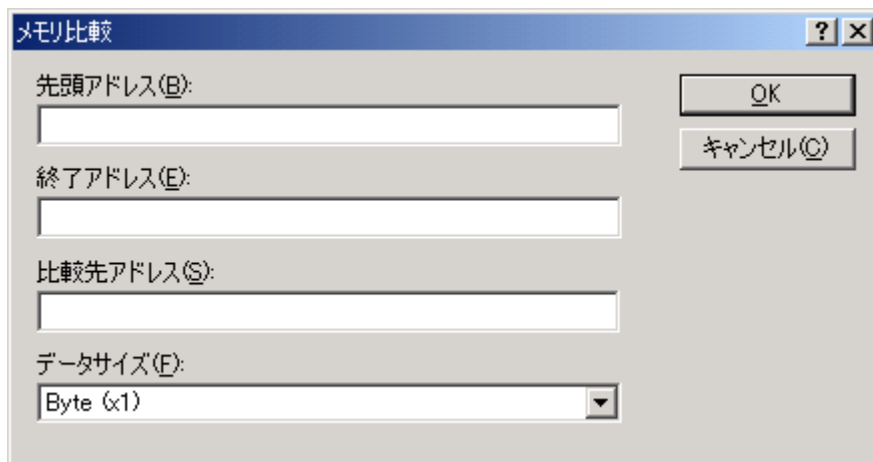 メモリ比較
先頭アドレス(B):
OK
キャンセル(C)
終了アドレス(E):
比較先アドレス(S):
データサイズ(F):
Byte (x1)